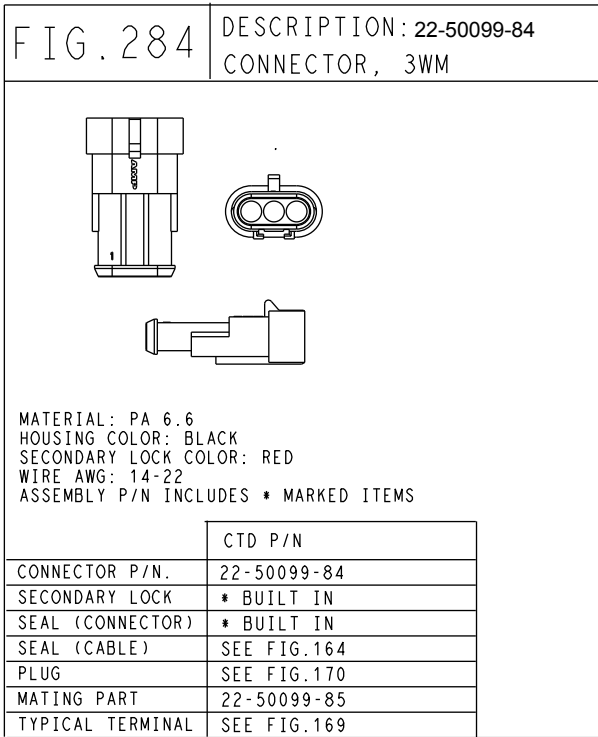 FIG.284
DESCRIPTION: 22-50099-84
CONNECTOR, 3WM
1
MATERIAL: PA 6.6
HOUSING COLOR: BLACK
SECONDARY LOCK COLOR: RED
WIRE AWG: 14-22
ASSEMBLY P/N INCLUDES * MARKED ITEMS
CTD P/N
CONNECTOR P/N. 22-50099-84
SECONDARY LOCK * BUILT IN
SEAL (CONNECTOR) * BUILT IN
SEAL (CABLE) SEE FIG.164
PLUG SEE FIG.170
MATING PART 22-50099-85
TYPICAL TERMINAL SEE FIG.169